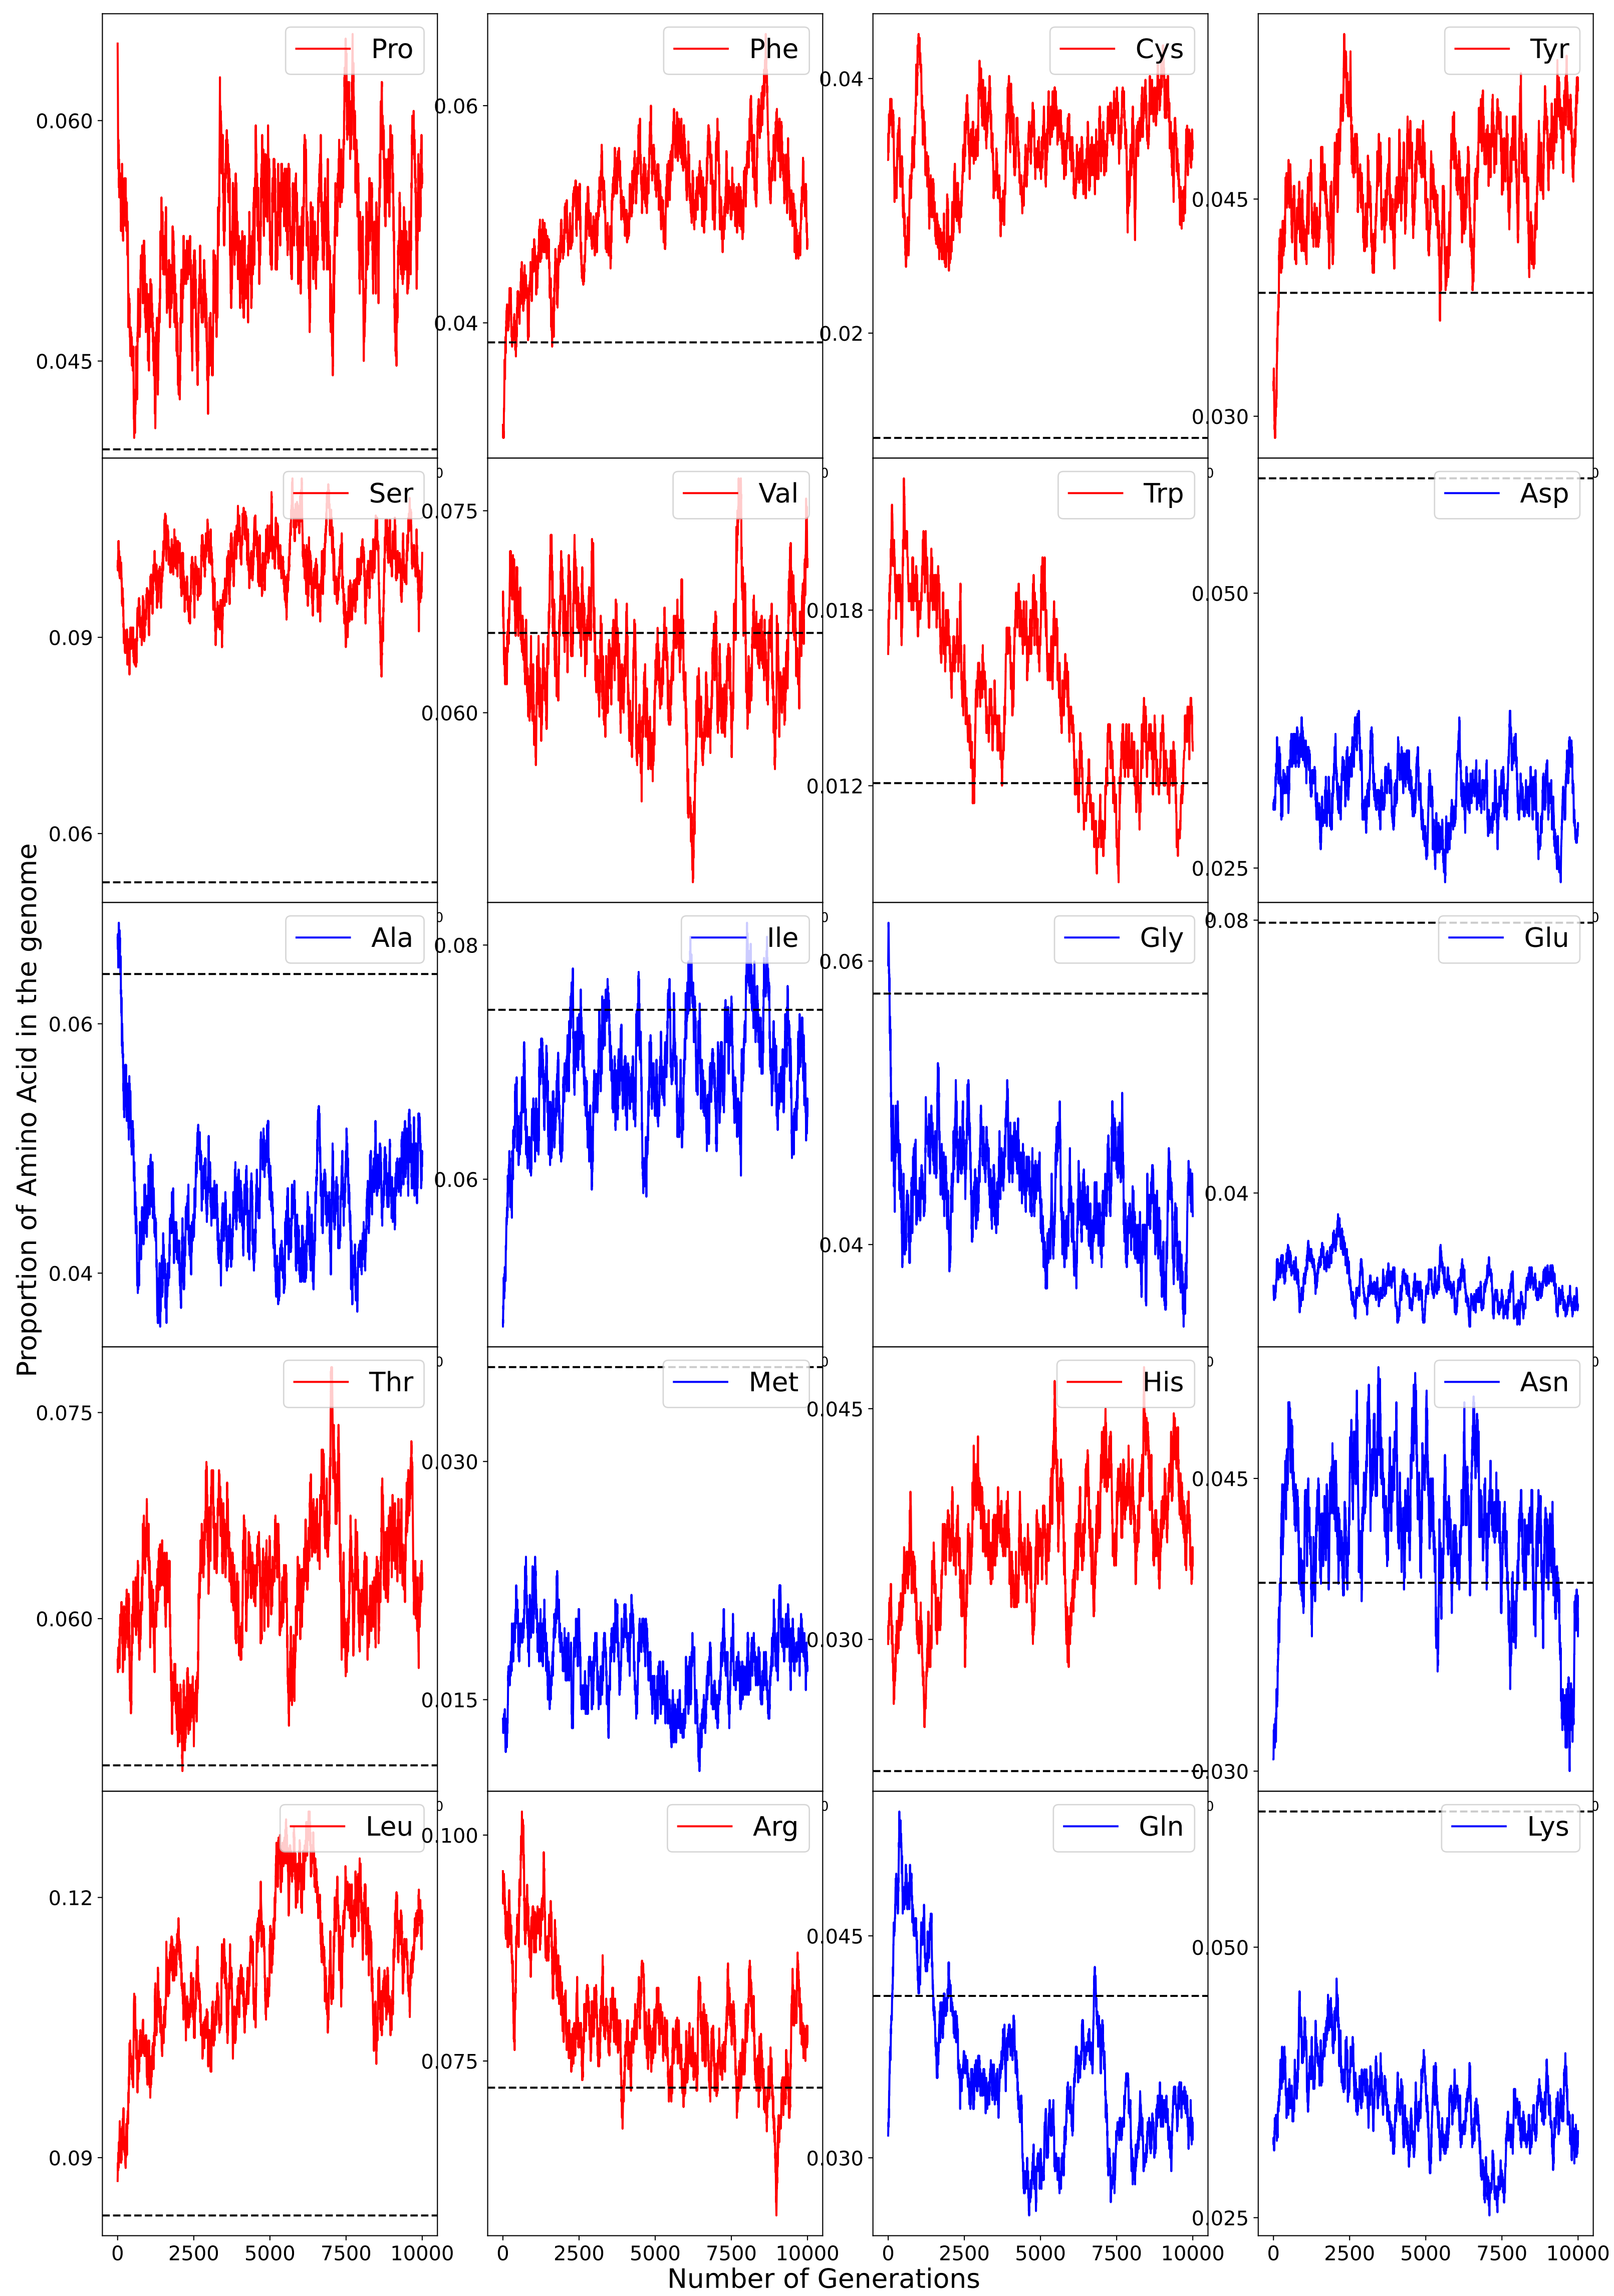 Pro
0.060
0.045
Phe
0.06
0.04
Cys
0.04
0.02
Tyr
0.045
0.030
Ser
0.09
0.06
Val
0.075
0.060
Trp
0.018
0.012
Asp
0.050
0.025
Ala
0.06
0.04
Ile
0.08
0.06
Gly
0.06
0.04
Glu
0.08
0.04
Thr
0.075
0.060
Met
0.030
0.015
His
0.045
0.030
Asn
0.045
0.030
Leu
0.12
0.09
Arg
0.100
0.075
Gln
0.045
0.030
Lys
0.050
0.025
0 2500 5000 7500 10000
0 2500 5000 7500 10000
0 2500 5000 7500 10000
0 2500 5000 7500 10000
Proportion of Amino Acid in the genome
Number of Generations